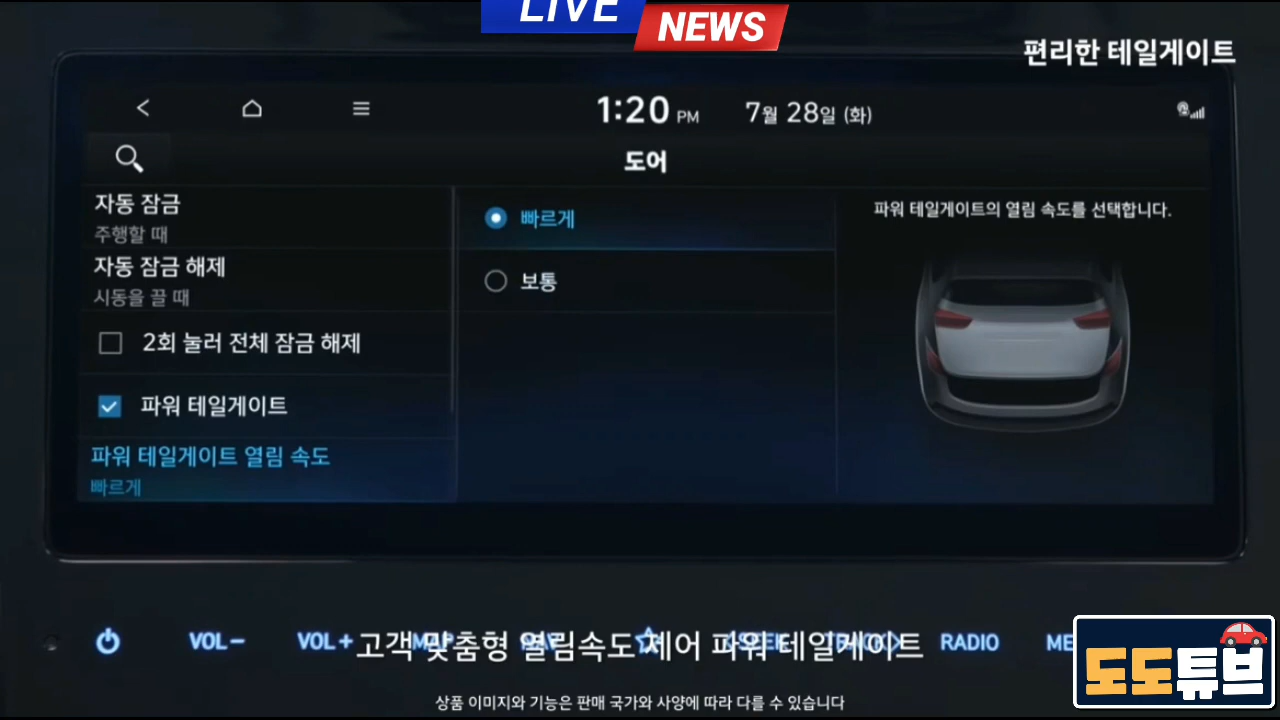 LIVE
NEWS
편리한 테일게이트
1:20 PM 7월 28일 (화)
도어
자동 잠금
주행할 때
자동 잠금 해제
시동을 끌 때
2회 눌러 전체 잠금 해제
파워 테일게이트
파워 테일게이트 열림 속도
빠르게
빠르게
보통
파워 테일게이트의 열림 속도를 선택합니다.
VOL− VOL+ RADIO
고객 맞춤형 열림속도 제어 파워 테일게이트
상품 이미지와 기능은 판매 국가와 사양에 따라 다를 수 있습니다
도도튜브